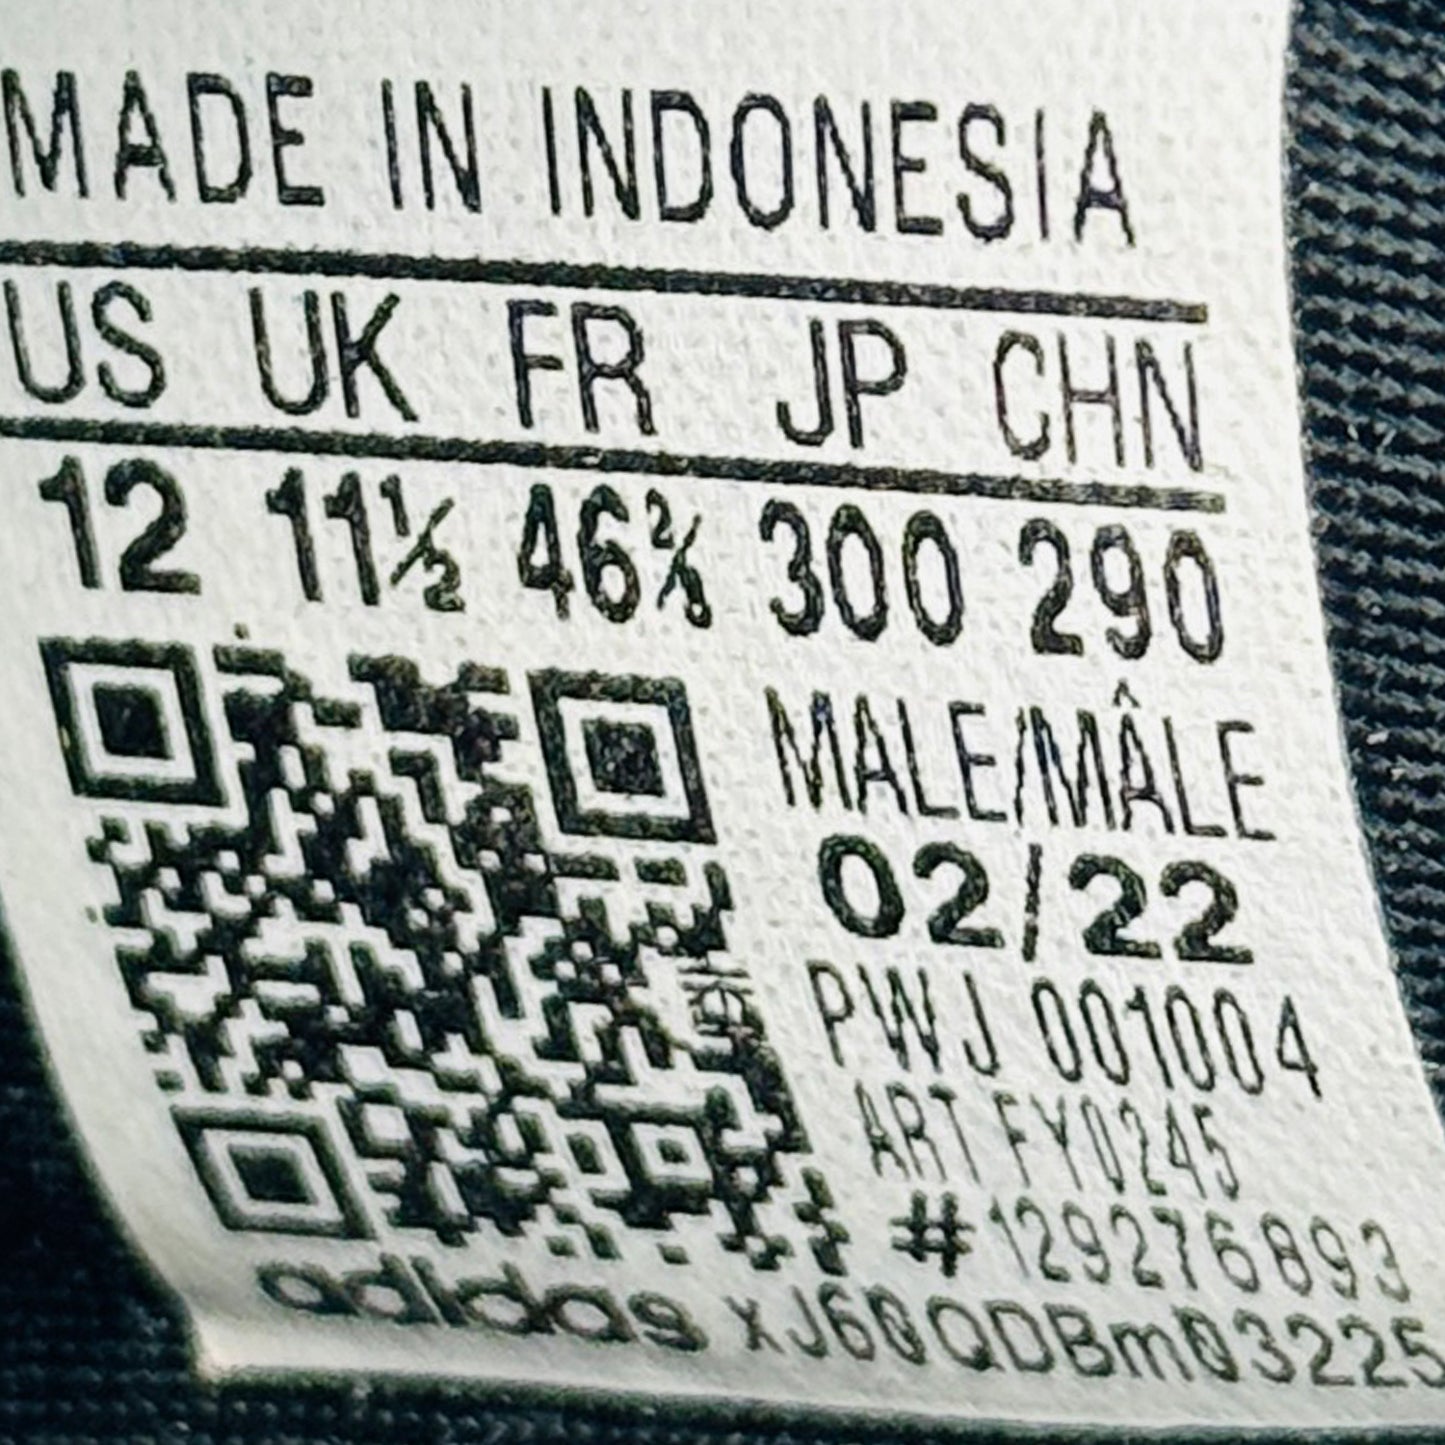 MADE IN INDONESIA
US UK FR JP CHN
12 11½ 46⅔ 300 290
MALE/MÂLE
02/22
PWJ 001004
ART FY0245
#129276893
adidas xJ60QDBm03225